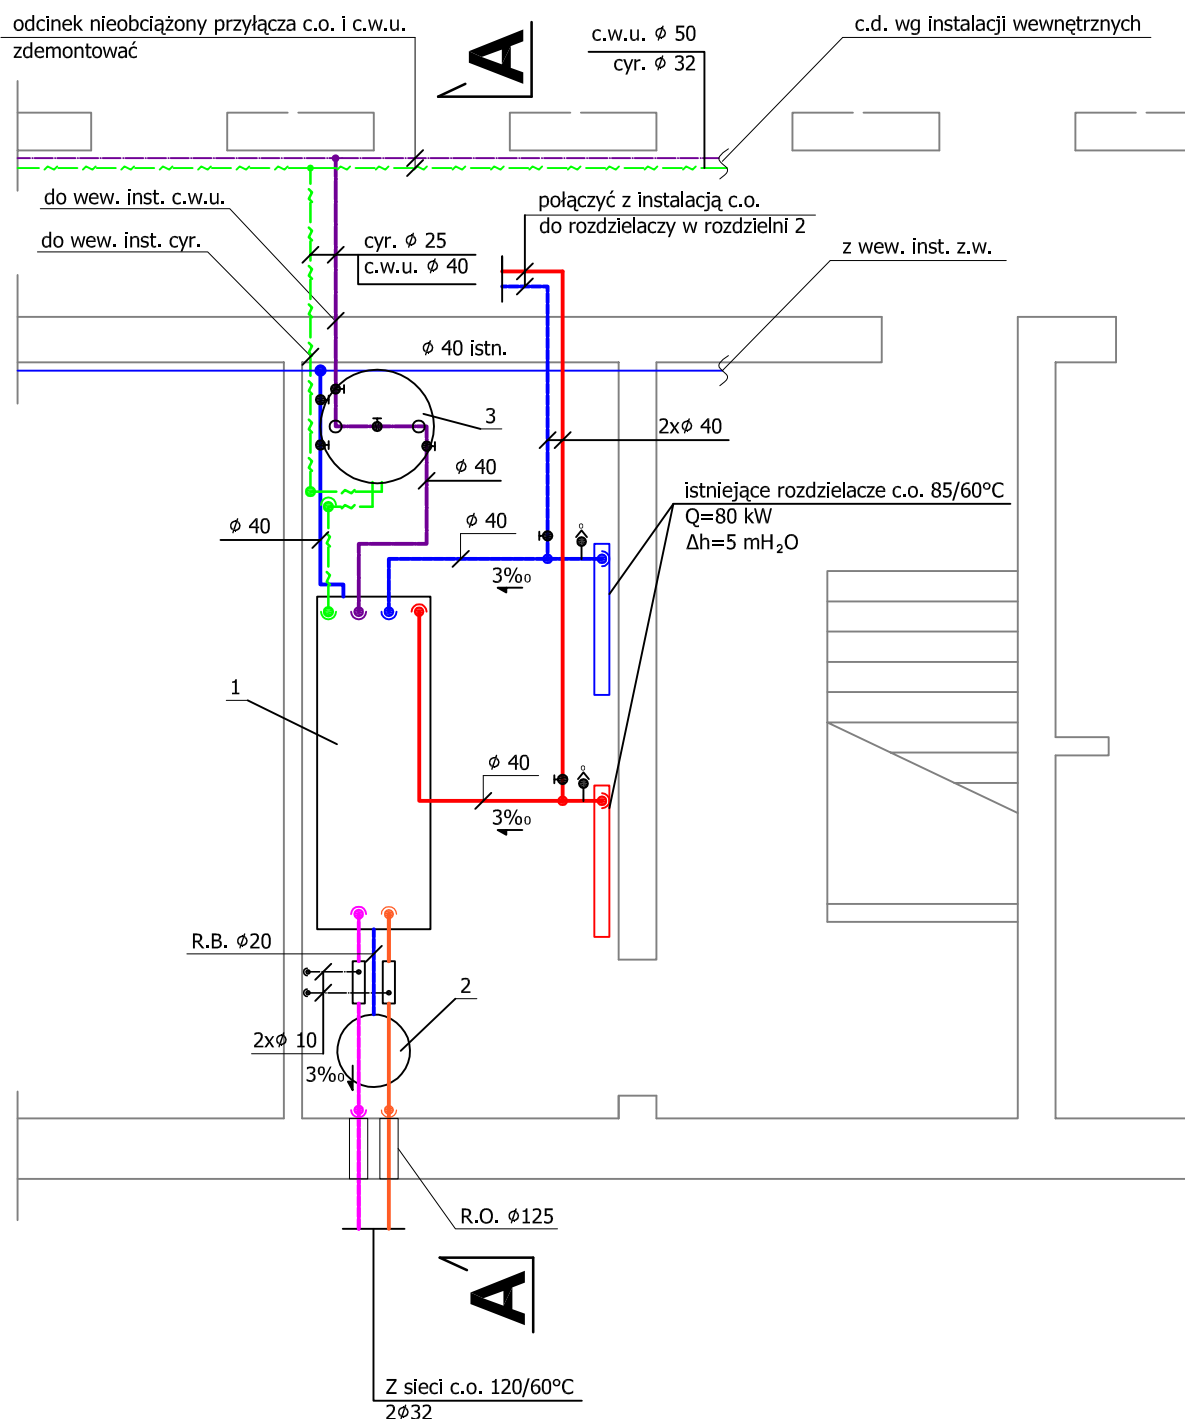 odcinek nieobciążony przyłącza c.o. i c.w.u.
zdemontować
A
c.w.u. ϕ 50
cyr. ϕ 32
c.d. wg instalacji wewnętrznych
do wew. inst. c.w.u.
do wew. inst. cyr.
cyr. ϕ 25
c.w.u. ϕ 40
połączyć z instalacją c.o.
do rozdzielaczy w rozdzielni 2
z wew. inst. z.w.
ϕ 40 istn.
3
2xϕ 40
ϕ 40
istniejące rozdzielacze c.o. 85/60°C
Q=80 kW
Δh=5 mH₂O
ϕ 40
ϕ 40
3‰
1
ϕ 40
3‰
R.B. ϕ20
2
2xϕ 10
3‰
R.O. ϕ125
A
Z sieci c.o. 120/60°C
2ϕ32